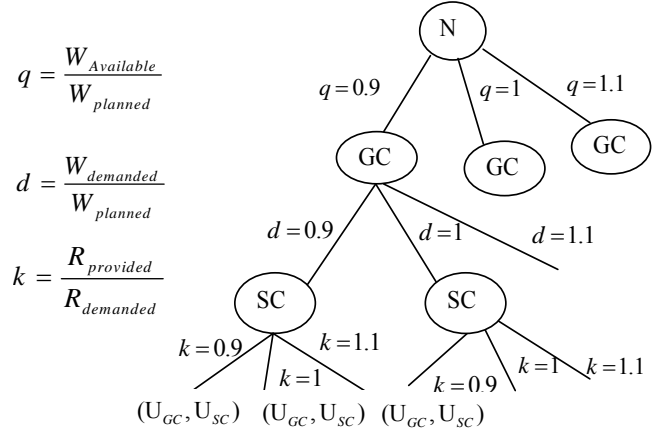 N
q = W_Available / W_planned
q = 0.9 q = 1 q = 1.1
GC GC GC
d = W_demanded / W_planned
d = 0.9 d = 1 d = 1.1
k = R_provided / R_demanded
SC SC
k = 0.9 k = 1 k = 1.1 k = 0.9 k = 1 k = 1.1
(U_GC, U_SC) (U_GC, U_SC) (U_GC, U_SC)